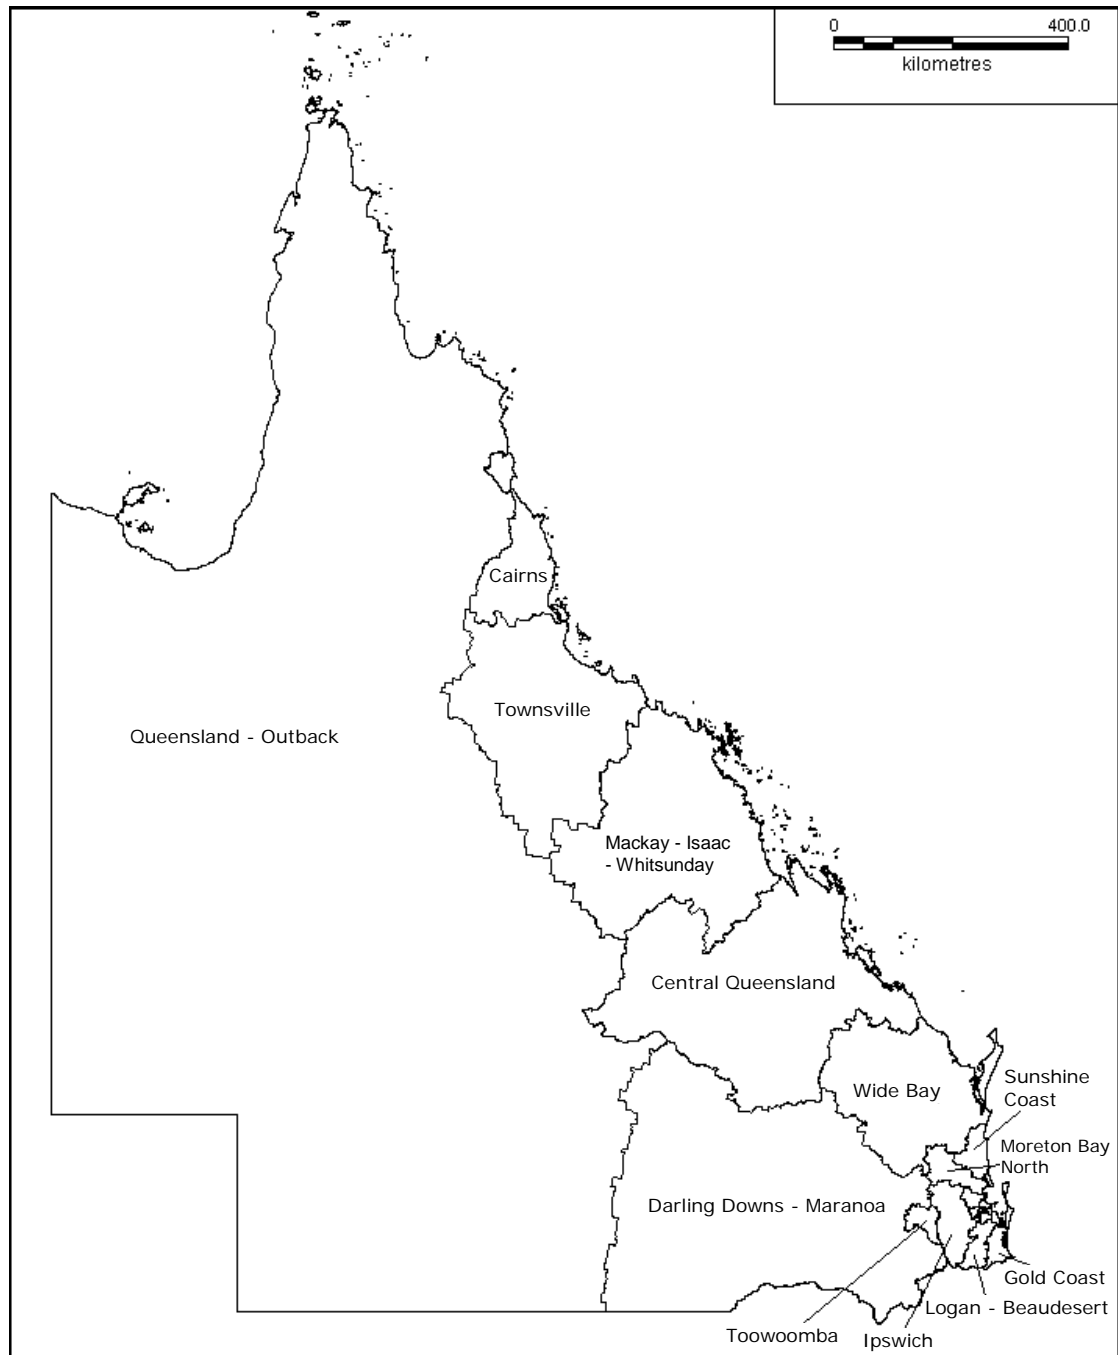 0 400.0
kilometres
Cairns
Townsville
Queensland - Outback
Mackay - Isaac
- Whitsunday
Central Queensland
Wide Bay
Sunshine
Coast
Moreton Bay
North
Darling Downs - Maranoa
Gold Coast
Logan - Beaudesert
Toowoomba
Ipswich